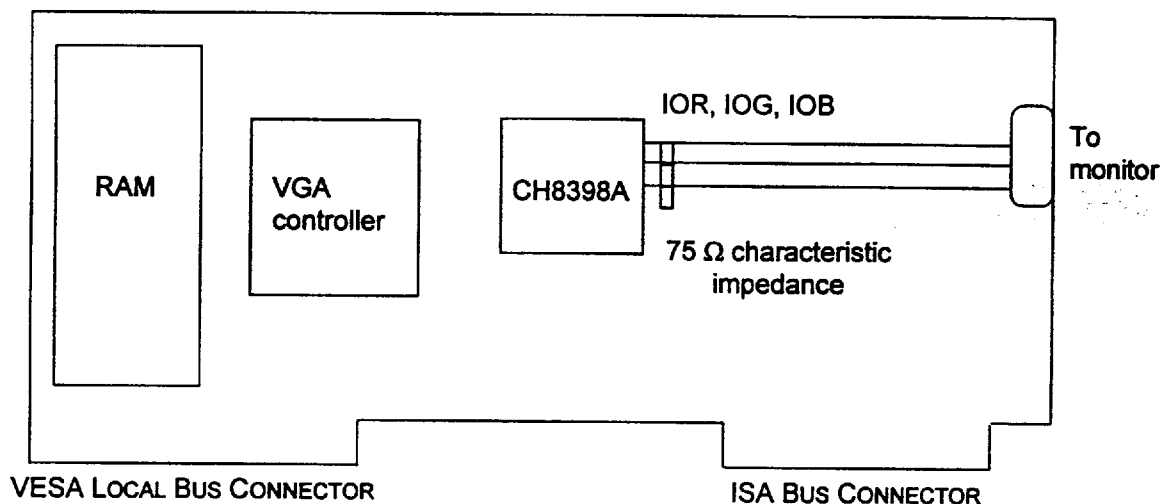 IOR, IOG, IOB
To
monitor
RAM
VGA
controller
CH8398A
75 Ω characteristic
impedance
VESA LOCAL BUS CONNECTOR
ISA BUS CONNECTOR